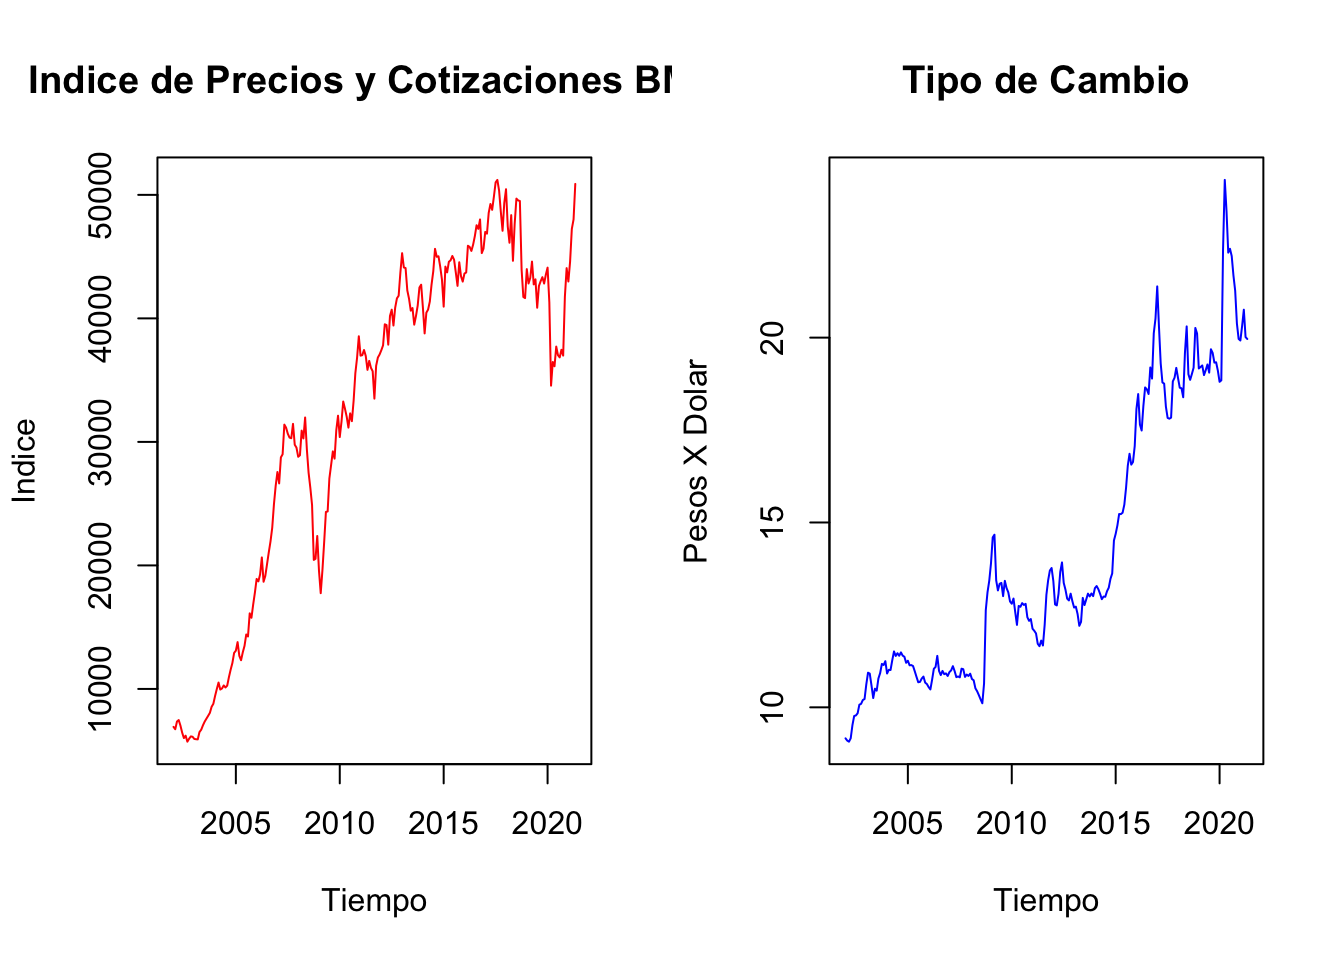 Indice de Precios y Cotizaciones
Indice
50000
40000
30000
20000
10000
2005 2010 2015 2020
Tiempo
Tipo de Cambio
Pesos X Dolar
20
15
10
2005 2010 2015 2020
Tiempo